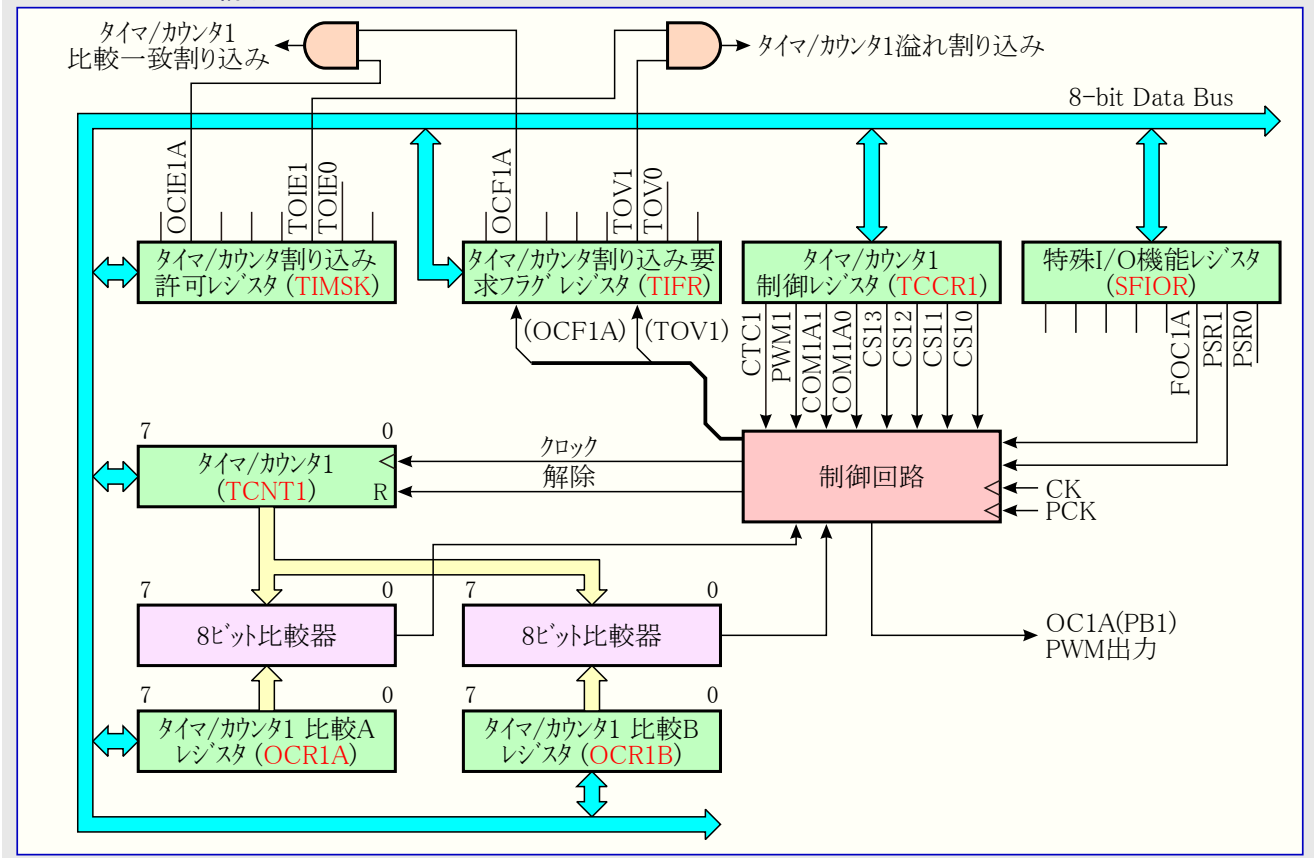 タイマ/カウンタ1
比較一致割り込み
タイマ/カウンタ1溢れ割り込み
8-bit Data Bus
OCIE1A
TOIE1
TOIE0
OCF1A
TOV1
TOV0
タイマ/カウンタ割り込み
許可レジスタ (TIMSK)
タイマ/カウンタ割り込み要
求フラグ レジスタ (TIFR)
タイマ/カウンタ1
制御レジスタ (TCCR1)
特殊I/O機能レジスタ
(SFIOR)
(OCF1A)
(TOV1)
CTC1
PWM1
COM1A1
COM1A0
CS13
CS12
CS11
CS10
FOC1A
PSR1
PSR0
7
0
タイマ/カウンタ1
(TCNT1)
R
クロック
解除
制御回路
CK
PCK
7
0
8ビット比較器
7
0
8ビット比較器
OC1A(PB1)
PWM出力
7
0
タイマ/カウンタ1 比較A
レジスタ (OCR1A)
7
0
タイマ/カウンタ1 比較B
レジスタ (OCR1B)